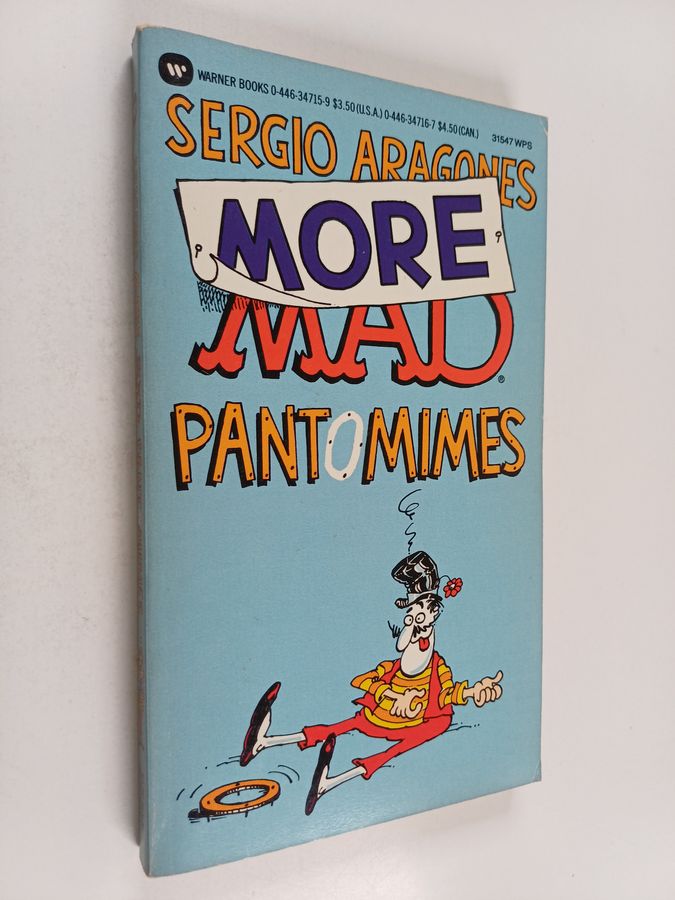 WARNER BOOKS 0-446-34715-9 $3.50 (U.S.A.) 0-446-34716-7 $4.50 (CAN.) 31547 WPS
SERGIO ARAGONES
MORE
MAD®
PANTOMIMES